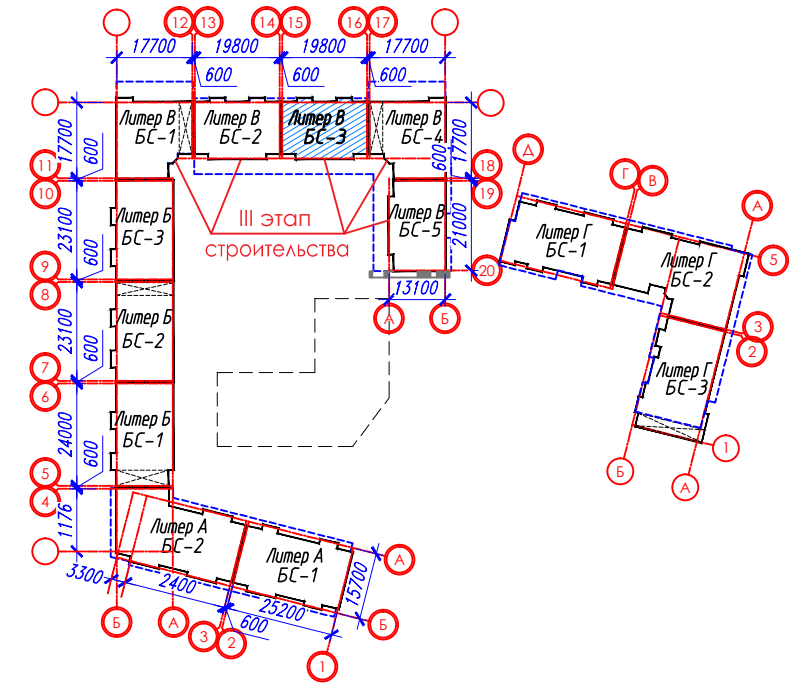 12 13 14 15 16 17
17700 19800 19800 17700
600 600 600
Литер В
БС-1
Литер В
БС-2
Литер В
БС-3
Литер В
БС-4
17700
600
600
17700
11
10
18
19
Литер Б
БС-3
III этап
строительства
Литер В
БС-5
23100
600
21000
9
8
20
13100
А
Б
Литер Б
БС-2
23100
600
7
6
Литер Б
БС-1
24000
600
5
4
1176
Литер А
БС-2
Литер А
БС-1
3300
2400
25200
600
15700
Б
А
3
2
1
А
Б
Д
Г
В
А
Литер Г
БС-1
Литер Г
БС-2
5
3
2
Литер Г
БС-3
1
Б
А